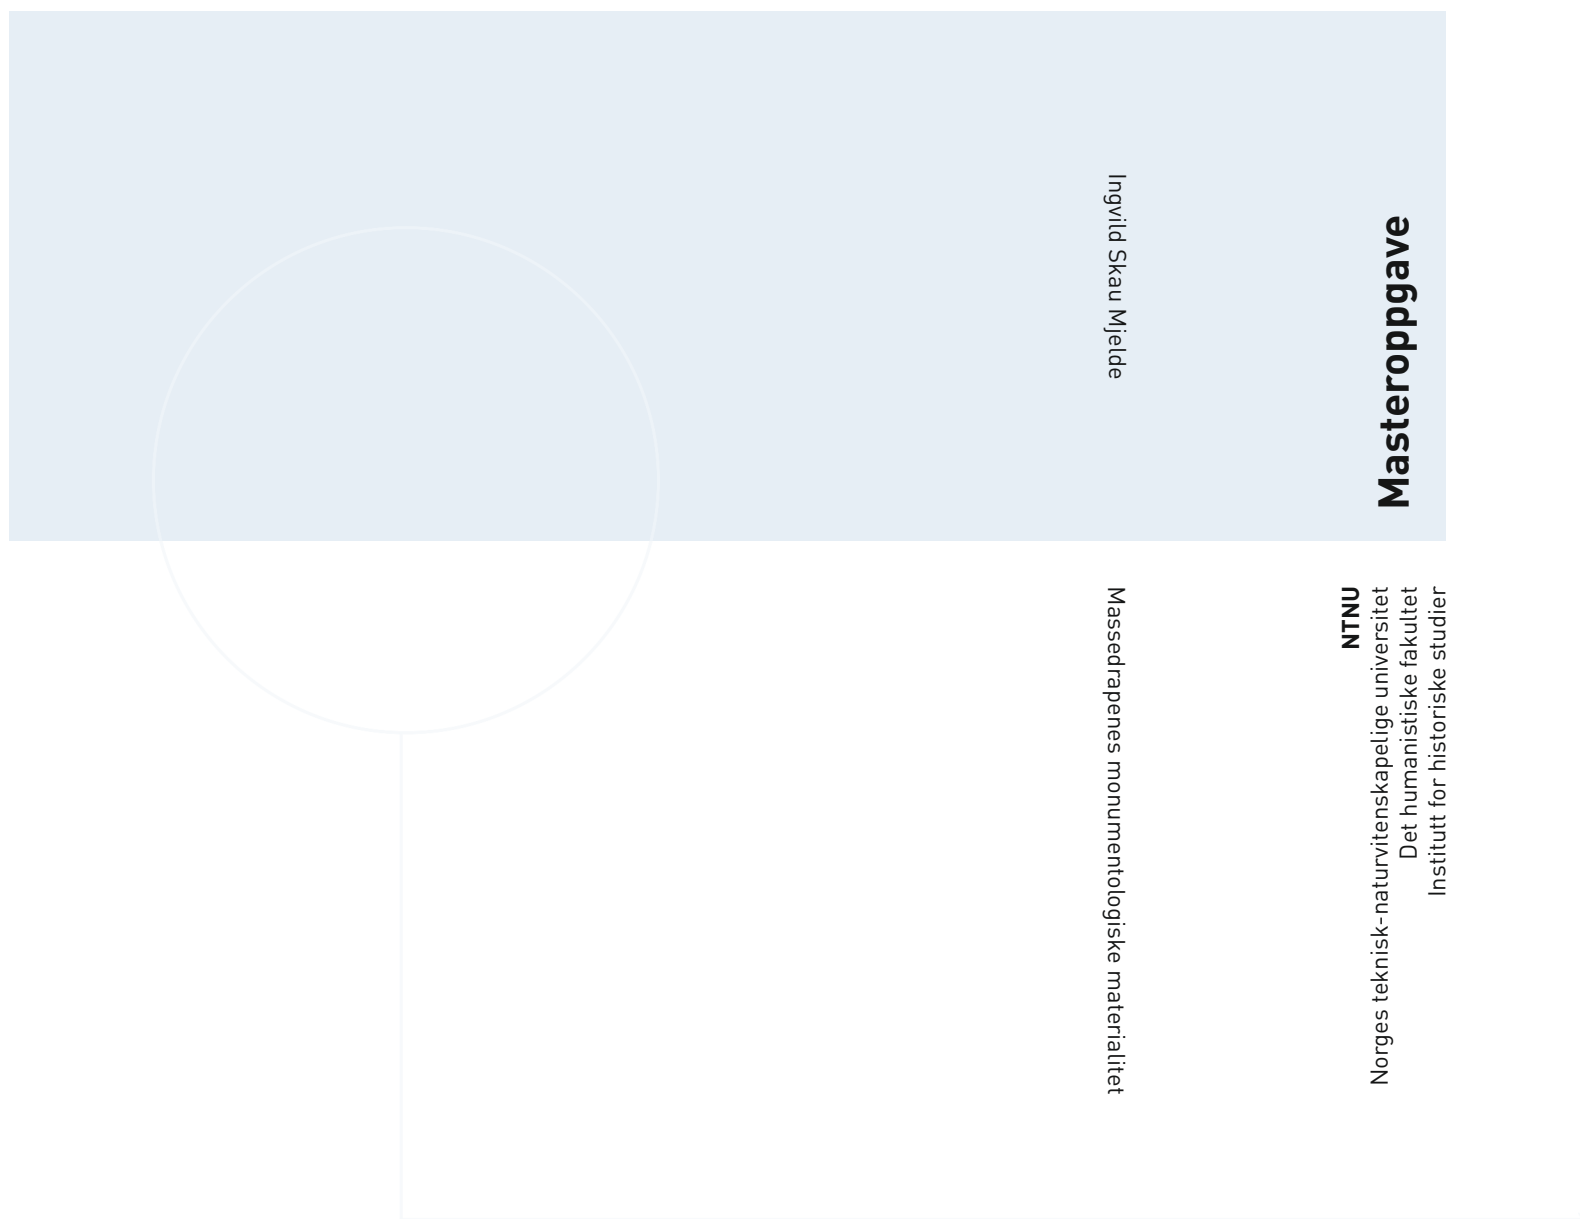 Ingvild Skau Mjelde
Massedrapenes monumentologiske materialitet
Masteroppgave
NTNU
Norges teknisk-naturvitenskapelige universitet
Det humanistiske fakultet
Institutt for historiske studier